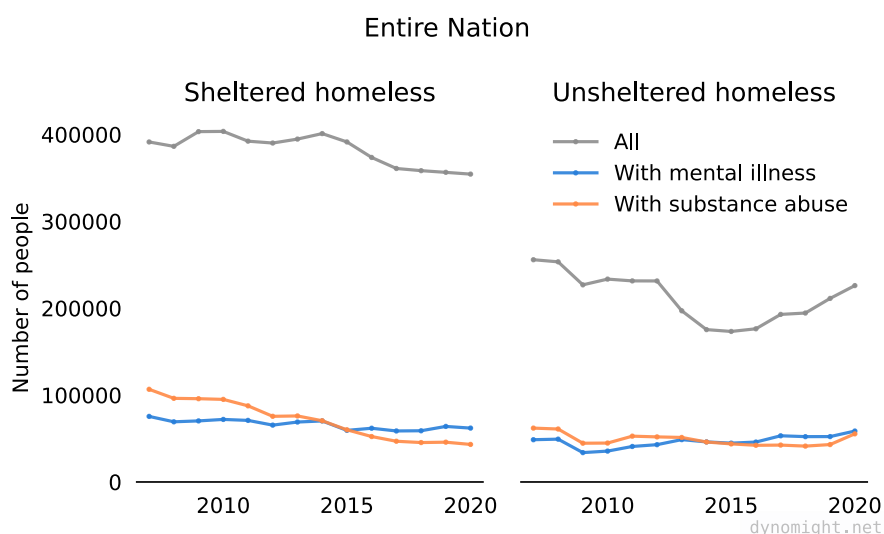 Entire Nation
Sheltered homeless
Unsheltered homeless
Number of people
400000
300000
200000
100000
0
All
With mental illness
With substance abuse
2010
2015
2020
2010
2015
2020
dynomight.net